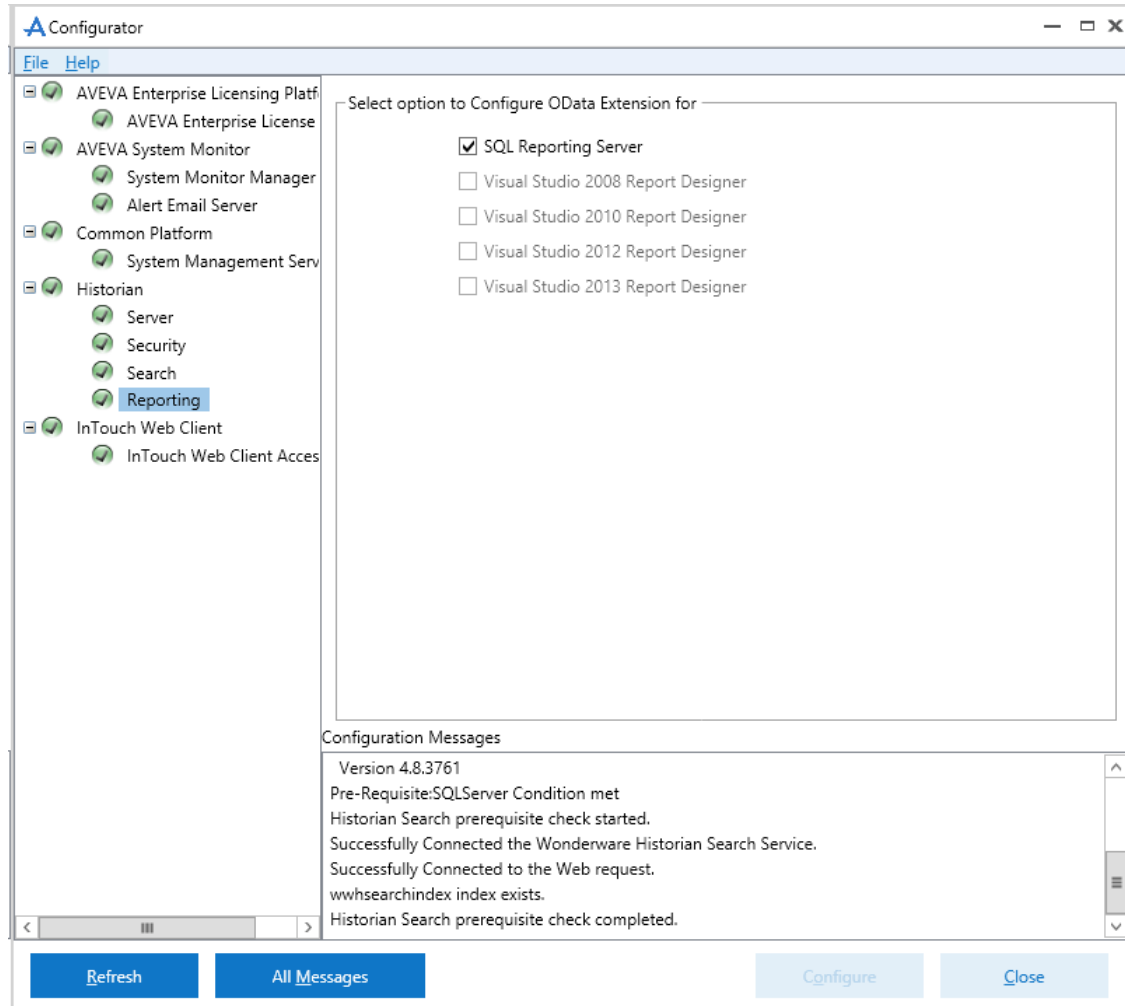 Configurator
File Help
AVEVA Enterprise Licensing Platf
AVEVA Enterprise License
AVEVA System Monitor
System Monitor Manager
Alert Email Server
Common Platform
System Management Serv
Historian
Server
Security
Search
Reporting
InTouch Web Client
InTouch Web Client Acces
Select option to Configure OData Extension for
SQL Reporting Server
Visual Studio 2008 Report Designer
Visual Studio 2010 Report Designer
Visual Studio 2012 Report Designer
Visual Studio 2013 Report Designer
Configuration Messages
Version 4.8.3761
Pre-Requisite:SQLServer Condition met
Historian Search prerequisite check started.
Successfully Connected the Wonderware Historian Search Service.
Successfully Connected to the Web request.
wwhsearchindex index exists.
Historian Search prerequisite check completed.
Refresh All Messages Configure Close